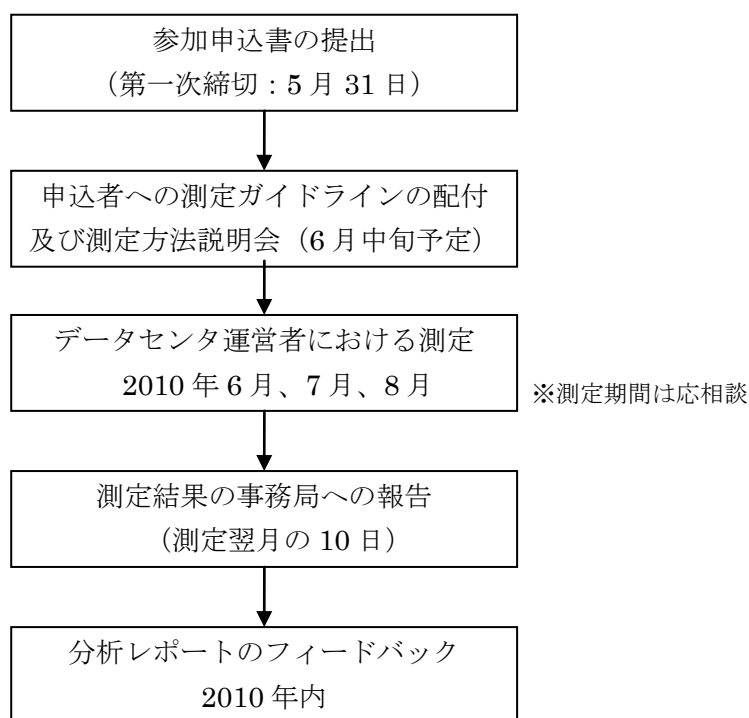 参加申込書の提出
（第一次締切：5月31日）
申込者への測定ガイドラインの配付
及び測定方法説明会（6月中旬予定）
データセンタ運営者における測定
2010年6月、7月、8月
※測定期間は応相談
測定結果の事務局への報告
（測定翌月の10日）
分析レポートのフィードバック
2010年内